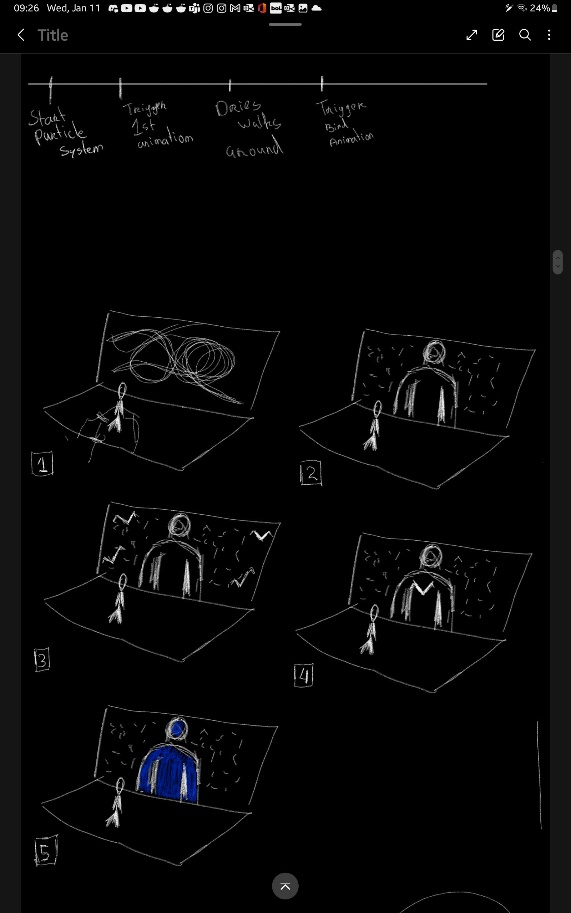 09:26 Wed, Jan 11
24%
Title
Start
Particle
System
Trigger
1st
animation
Dries
walks
around
Trigger
Bird
Animation
1
2
3
4
5